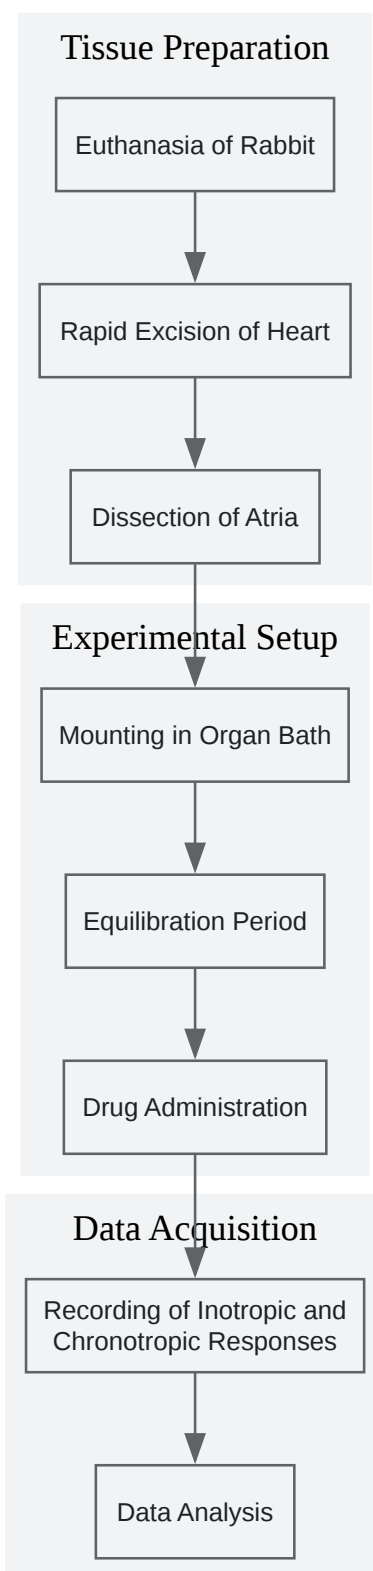 Tissue Preparation
Euthanasia of Rabbit
Rapid Excision of Heart
Dissection of Atria
Experimental Setup
Mounting in Organ Bath
Equilibration Period
Drug Administration
Data Acquisition
Recording of Inotropic and
Chronotropic Responses
Data Analysis